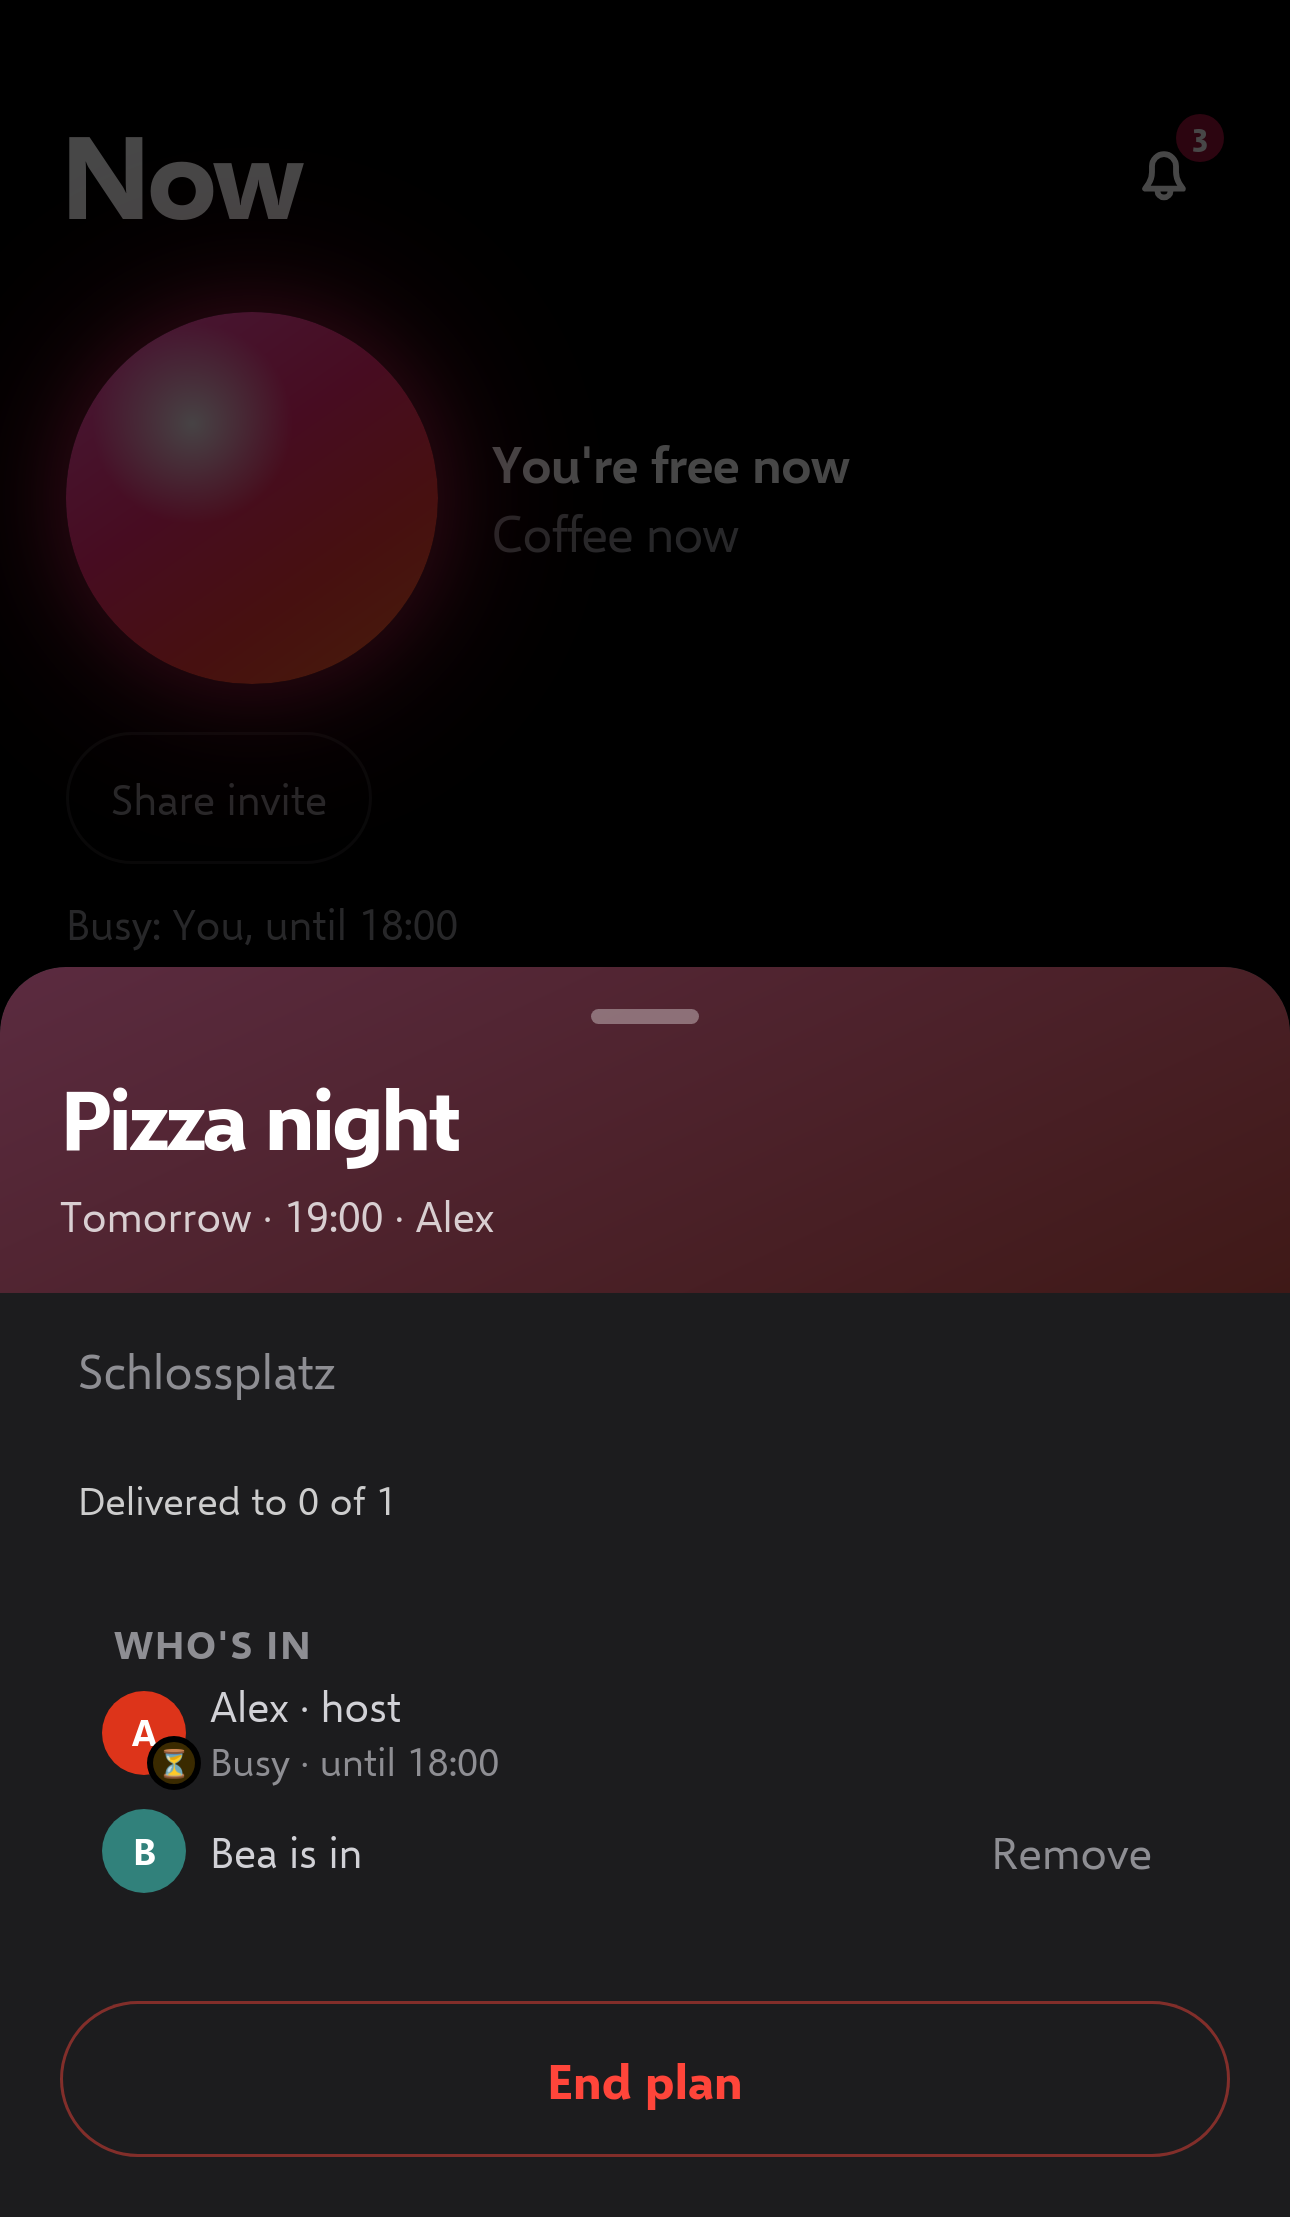 Now
3
You're free now
Coffee now
Share invite
Busy: You, until 18:00
Pizza night
Tomorrow · 19:00 · Alex
Schlossplatz
Delivered to 0 of 1
WHO'S IN
A
Alex · host
Busy · until 18:00
B
Bea is in
Remove
End plan